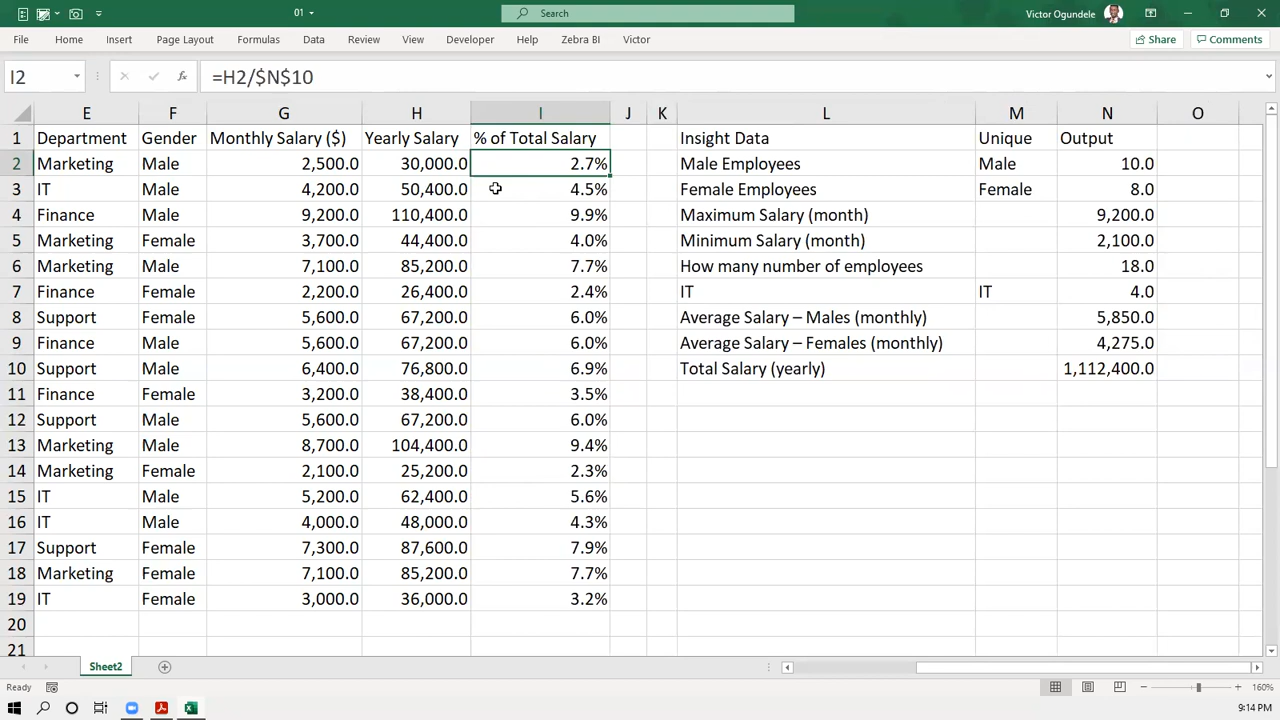 01
Search
Victor Ogundele
File Home Insert Page Layout Formulas Data Review View Developer Help Zebra BI Victor Share Comments
I2 fx =H2/$N$10
E F G H I J K L M N O
1 Department Gender Monthly Salary ($) Yearly Salary % of Total Salary Insight Data Unique Output
2 Marketing Male 2,500.0 30,000.0 2.7% Male Employees Male 10.0
3 IT Male 4,200.0 50,400.0 4.5% Female Employees Female 8.0
4 Finance Male 9,200.0 110,400.0 9.9% Maximum Salary (month) 9,200.0
5 Marketing Female 3,700.0 44,400.0 4.0% Minimum Salary (month) 2,100.0
6 Marketing Male 7,100.0 85,200.0 7.7% How many number of employees 18.0
7 Finance Female 2,200.0 26,400.0 2.4% IT IT 4.0
8 Support Female 5,600.0 67,200.0 6.0% Average Salary – Males (monthly) 5,850.0
9 Finance Male 5,600.0 67,200.0 6.0% Average Salary – Females (monthly) 4,275.0
10 Support Male 6,400.0 76,800.0 6.9% Total Salary (yearly) 1,112,400.0
11 Finance Female 3,200.0 38,400.0 3.5%
12 Support Male 5,600.0 67,200.0 6.0%
13 Marketing Male 8,700.0 104,400.0 9.4%
14 Marketing Female 2,100.0 25,200.0 2.3%
15 IT Male 5,200.0 62,400.0 5.6%
16 IT Male 4,000.0 48,000.0 4.3%
17 Support Female 7,300.0 87,600.0 7.9%
18 Marketing Female 7,100.0 85,200.0 7.7%
19 IT Female 3,000.0 36,000.0 3.2%
20
21
Sheet2
Ready 160%
9:14 PM